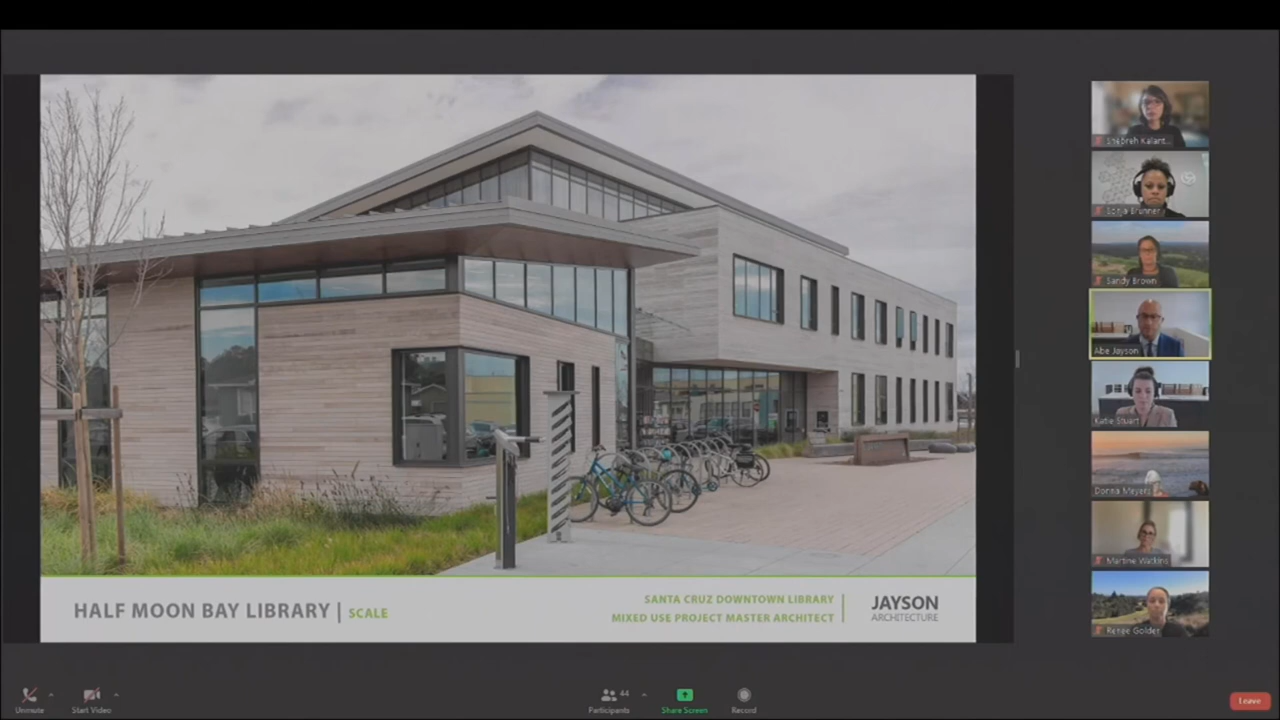 Shebreh Kalant...
Sonja Brunner
Sandy Brown
Abe Jayson
Katie Stuart
Donna Meyers
Martine Watkins
Renee Golder
HALF MOON BAY LIBRARY | SCALE
SANTA CRUZ DOWNTOWN LIBRARY
MIXED USE PROJECT MASTER ARCHITECT
JAYSON
ARCHITECTURE
Unmute
Start Video
44
Participants
Share Screen
Record
Leave